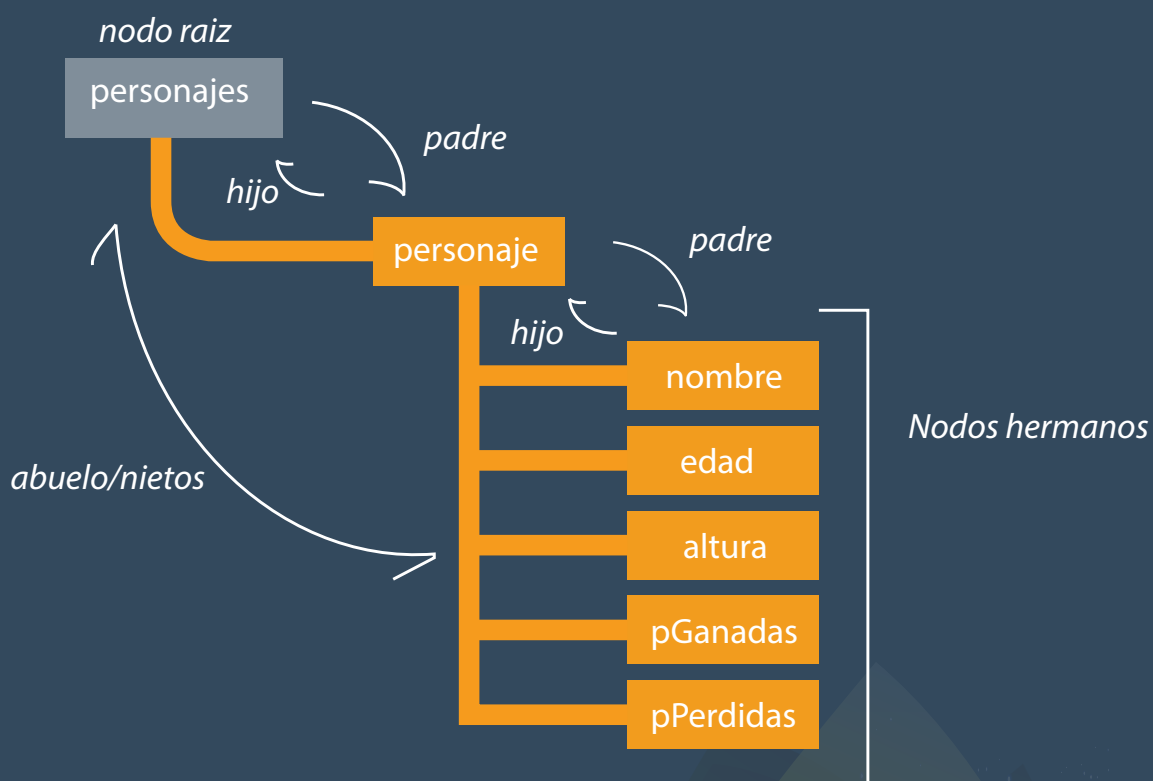 nodo raiz
personajes
padre
hijo
personaje
padre
hijo
nombre
edad
Nodos hermanos
abuelo/nietos
altura
pGanadas
pPerdidas